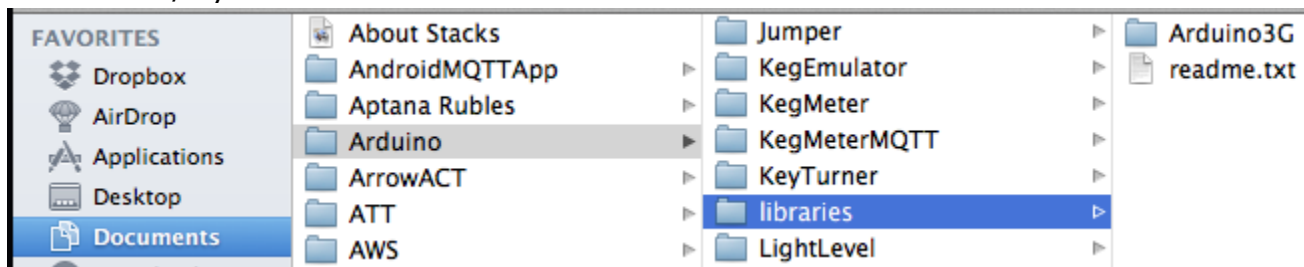 FAVORITES
Dropbox
AirDrop
Applications
Desktop
Documents
About Stacks
AndroidMQTTApp
Aptana Rubles
Arduino
ArrowACT
ATT
AWS
Jumper
KegEmulator
KegMeter
KegMeterMQTT
KeyTurner
libraries
LightLevel
Arduino3G
readme.txt